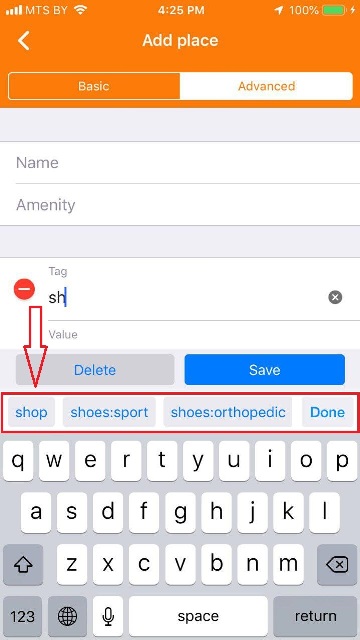 MTS BY 4:25 PM 100%
Add place
Basic Advanced
Name
Amenity
Tag
sh
Value
Delete Save
shop shoes:sport shoes:orthopedic Done
q w e r t y u i o p
a s d f g h j k l
z x c v b n m
123 space return